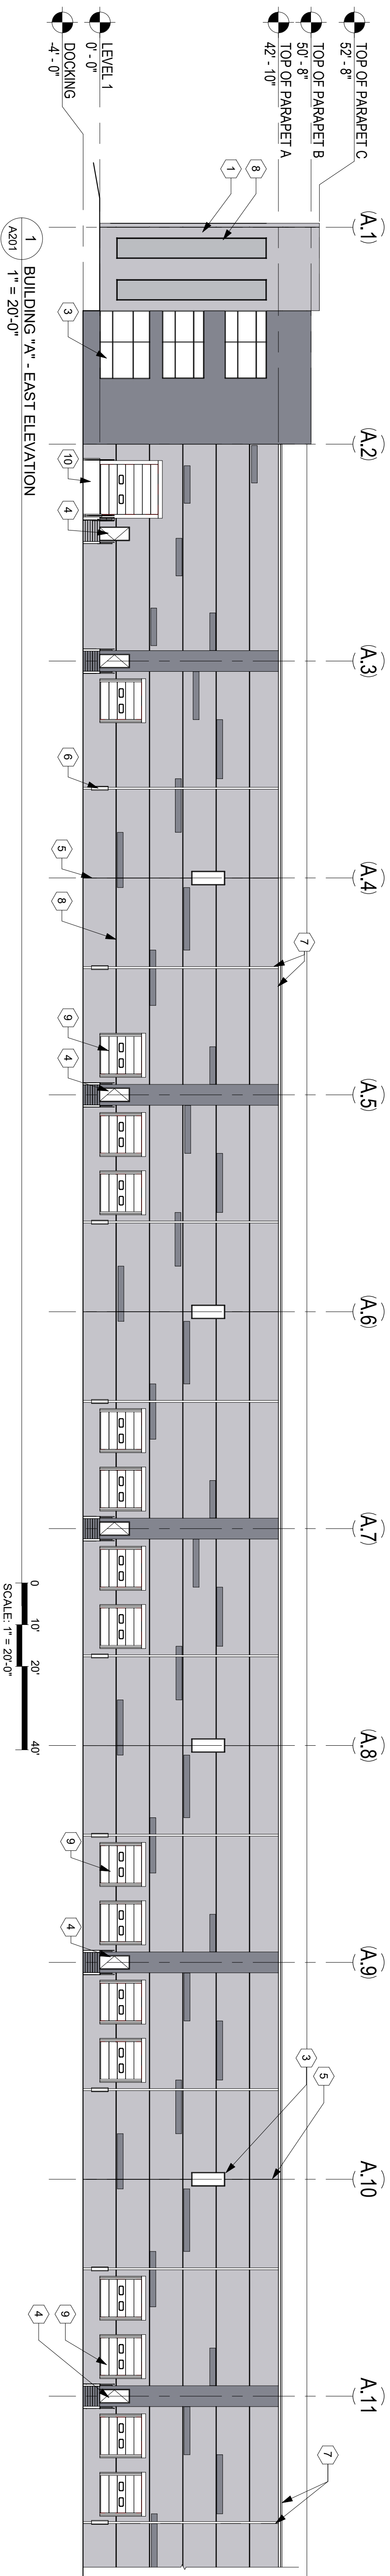 (A.1)
(A.2)
(A.3)
(A.4)
(A.5)
(A.6)
(A.7)
(A.8)
(A.9)
A.10
A.11
TOP OF PARAPET C
52' - 8"
TOP OF PARAPET B
50' - 8"
TOP OF PARAPET A
42' - 10"
LEVEL 1
0' - 0"
DOCKING
-4' - 0"
1
8
3
10
4
6
5
8
7
9
4
9
4
3
5
9
4
7
1
A201
BUILDING "A" - EAST ELEVATION
1" = 20'-0"
0 10' 20' 40'
SCALE: 1" = 20'-0"